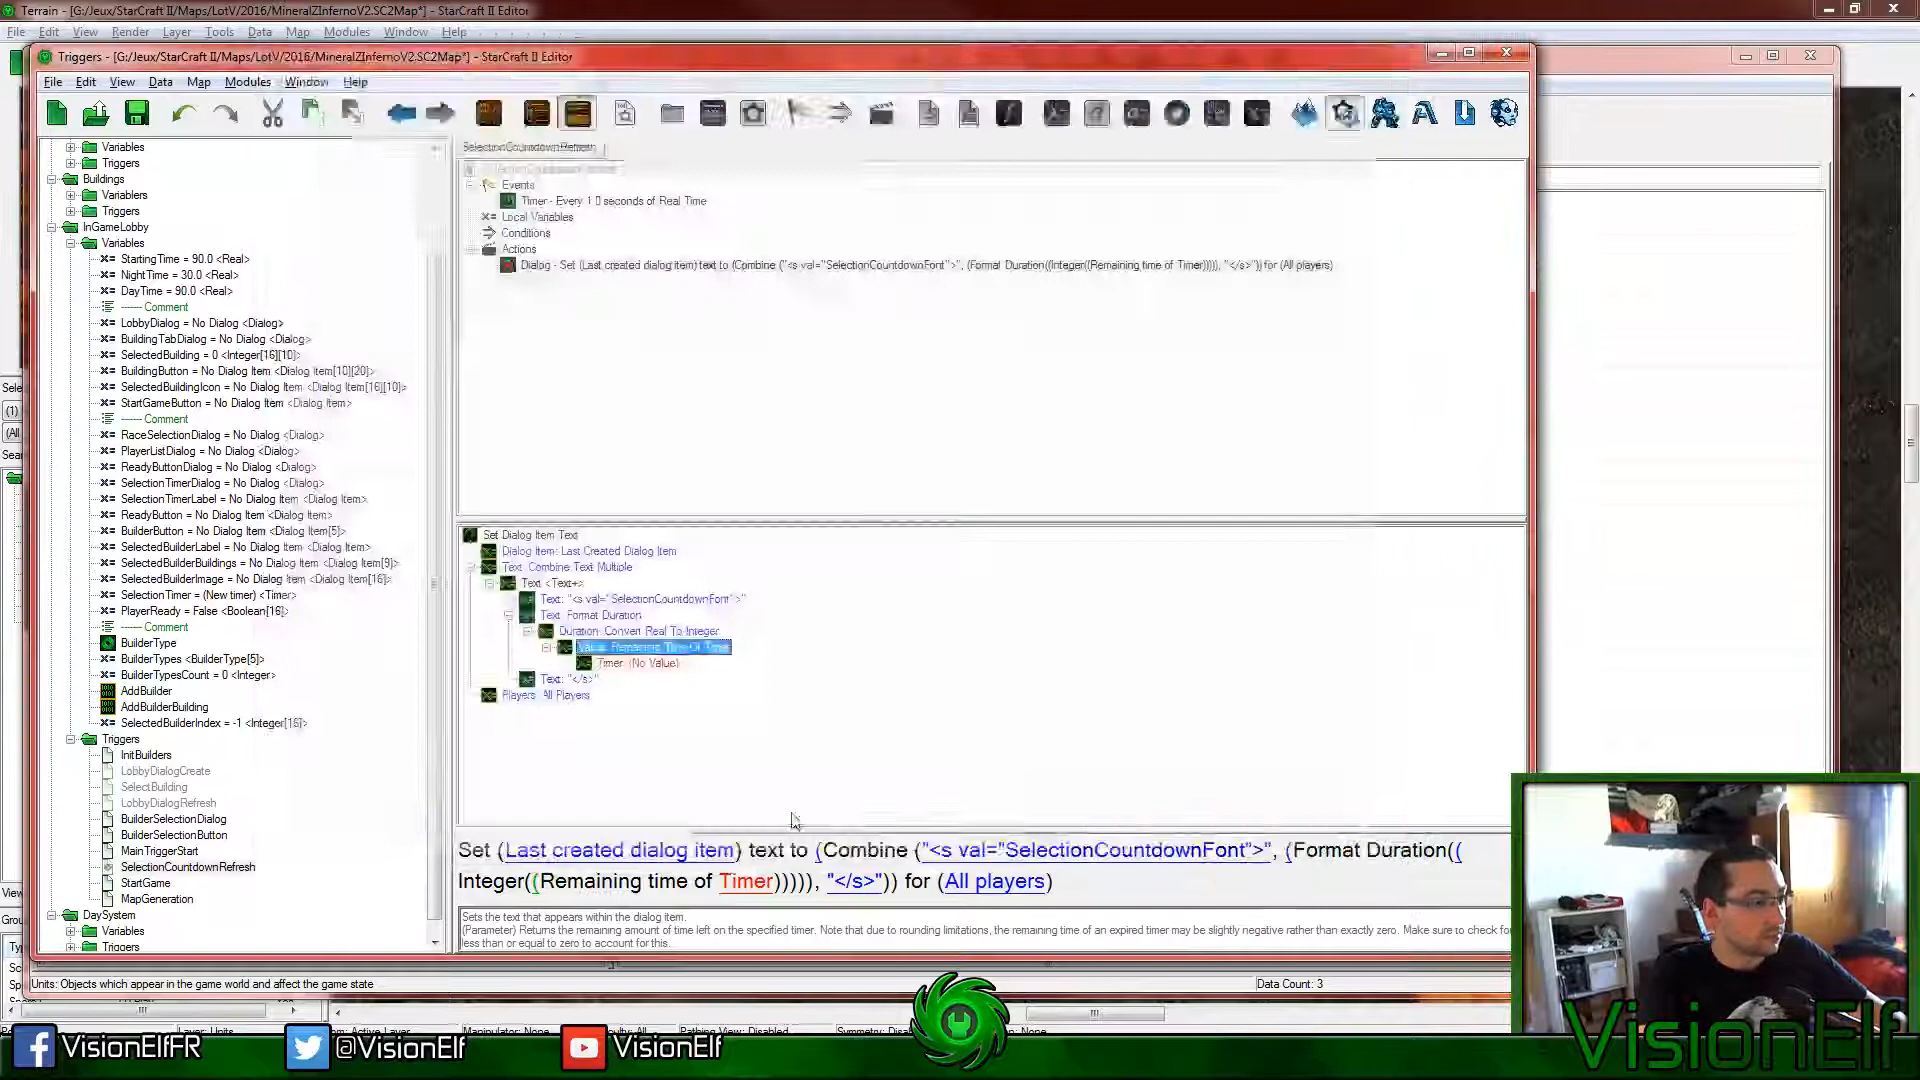 Terrain - [G:/Jeux/StarCraft II/Maps/LotV/2016/MineralZInfernoV2.SC2Map*] - StarCraft II Editor
File Edit View Render Layer Tools Data Map Modules Window Help
Triggers - [G:/Jeux/StarCraft II/Maps/LotV/2016/MineralZInfernoV2.SC2Map*] - StarCraft II Editor
File Edit View Data Map Modules Window Help
Variables
Triggers
Buildings
Variablers
Triggers
InGameLobby
Variables
StartingTime = 90.0 <Real>
NightTime = 30.0 <Real>
DayTime = 90.0 <Real>
------- Comment
LobbyDialog = No Dialog <Dialog>
BuildingTabDialog = No Dialog <Dialog>
SelectedBuilding = 0 <Integer[16][10]>
BuildingButton = No Dialog Item <Dialog Item[10][20]>
SelectedBuildingIcon = No Dialog Item <Dialog Item[16][10]>
StartGameButton = No Dialog Item <Dialog Item>
------- Comment
RaceSelectionDialog = No Dialog <Dialog>
PlayerListDialog = No Dialog <Dialog>
ReadyButtonDialog = No Dialog <Dialog>
SelectionTimerDialog = No Dialog <Dialog>
SelectionTimerLabel = No Dialog Item <Dialog Item>
ReadyButton = No Dialog Item <Dialog Item>
BuilderButton = No Dialog Item <Dialog Item[5]>
SelectedBuilderLabel = No Dialog Item <Dialog Item>
SelectedBuilderBuildings = No Dialog Item <Dialog Item[9]>
SelectedBuilderImage = No Dialog Item <Dialog Item[16]>
SelectionTimer = (New timer) <Timer>
PlayerReady = False <Boolean[16]>
------- Comment
BuilderType
BuilderTypes <BuilderType[5]>
BuilderTypesCount = 0 <Integer>
AddBuilder
AddBuilderBuilding
SelectedBuilderIndex = -1 <Integer[16]>
Triggers
InitBuilders
LobbyDialogCreate
SelectBuilding
LobbyDialogRefresh
BuilderSelectionDialog
BuilderSelectionButton
MainTriggerStart
SelectionCountdownRefresh
StartGame
MapGeneration
DaySystem
Variables
Triggers
SelectionCountdownRefresh
Events
Timer - Every 1.0 seconds of Real Time
Local Variables
Conditions
Actions
Dialog - Set (Last created dialog item) text to (Combine ("<s val="SelectionCountdownFont">", (Format Duration((Integer((Remaining time of Timer))))), "</s>")) for (All players)
Set Dialog Item Text
Dialog Item: Last Created Dialog Item
Text: Combine Text Multiple
Text <Text+>
Text: "<s val="SelectionCountdownFont">"
Text: Format Duration
Duration: Convert Real To Integer
Value: Remaining Time Of Timer
Timer: (No Value)
Text: "</s>"
Players: All Players
Set (Last created dialog item) text to (Combine ("<s val="SelectionCountdownFont">", (Format Duration((
Integer((Remaining time of Timer))))), "</s>")) for (All players)
Sets the text that appears within the dialog item.
(Parameter) Returns the remaining amount of time left on the specified timer. Note that due to rounding limitations, the remaining time of an expired timer may be slightly negative rather than exactly zero. Make sure to check for
less than or equal to zero to account for this.
Units: Objects which appear in the game world and affect the game state
Data Count: 3
VisionElfFR
@VisionElf
VisionElf
VisionElf